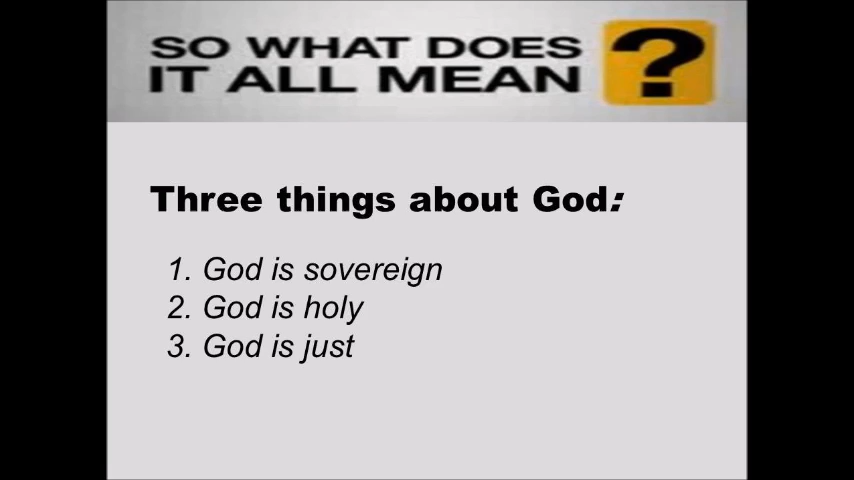 SO WHAT DOES
IT ALL MEAN ?
Three things about God:
1. God is sovereign
2. God is holy
3. God is just